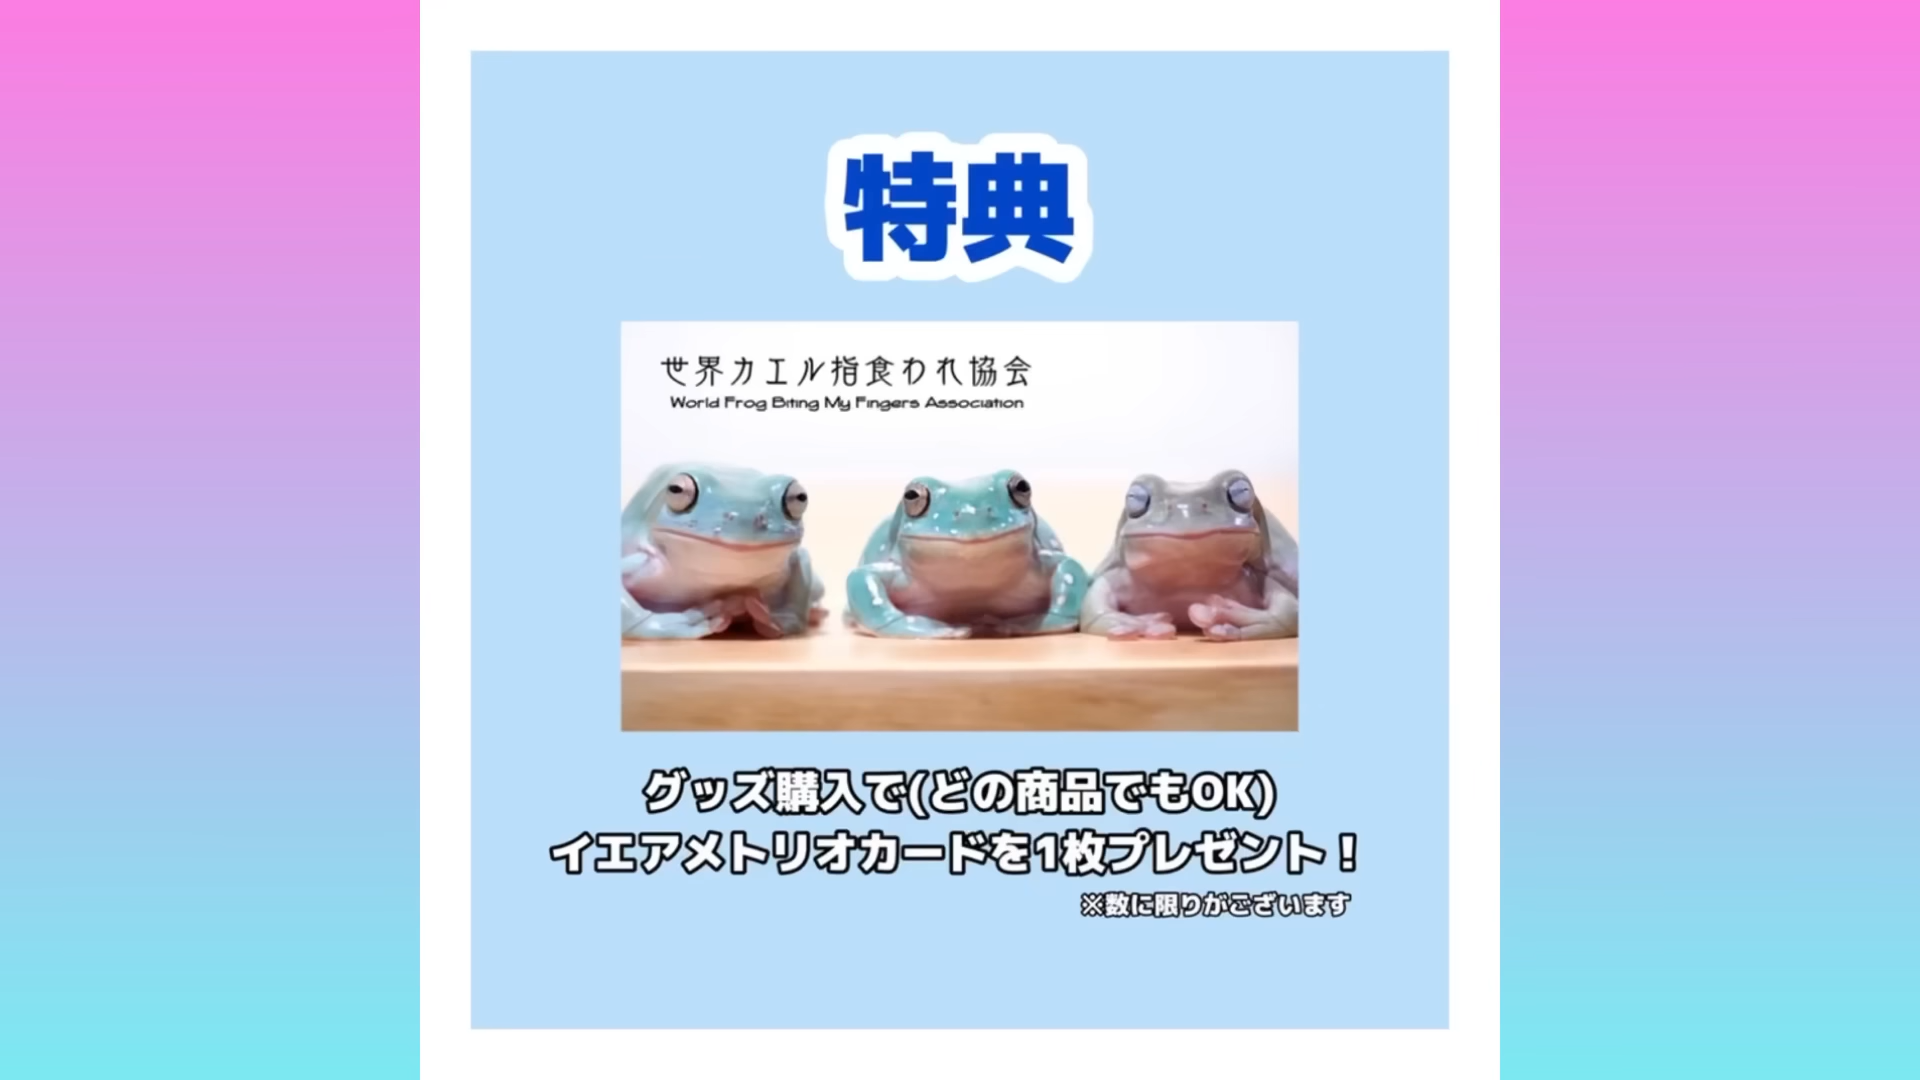 特典
世界カエル指食われ協会
World Frog Biting My Fingers Association
グッズ購入で(どの商品でもOK)
イエアメトリオカードを1枚プレゼント！
※数に限りがございます